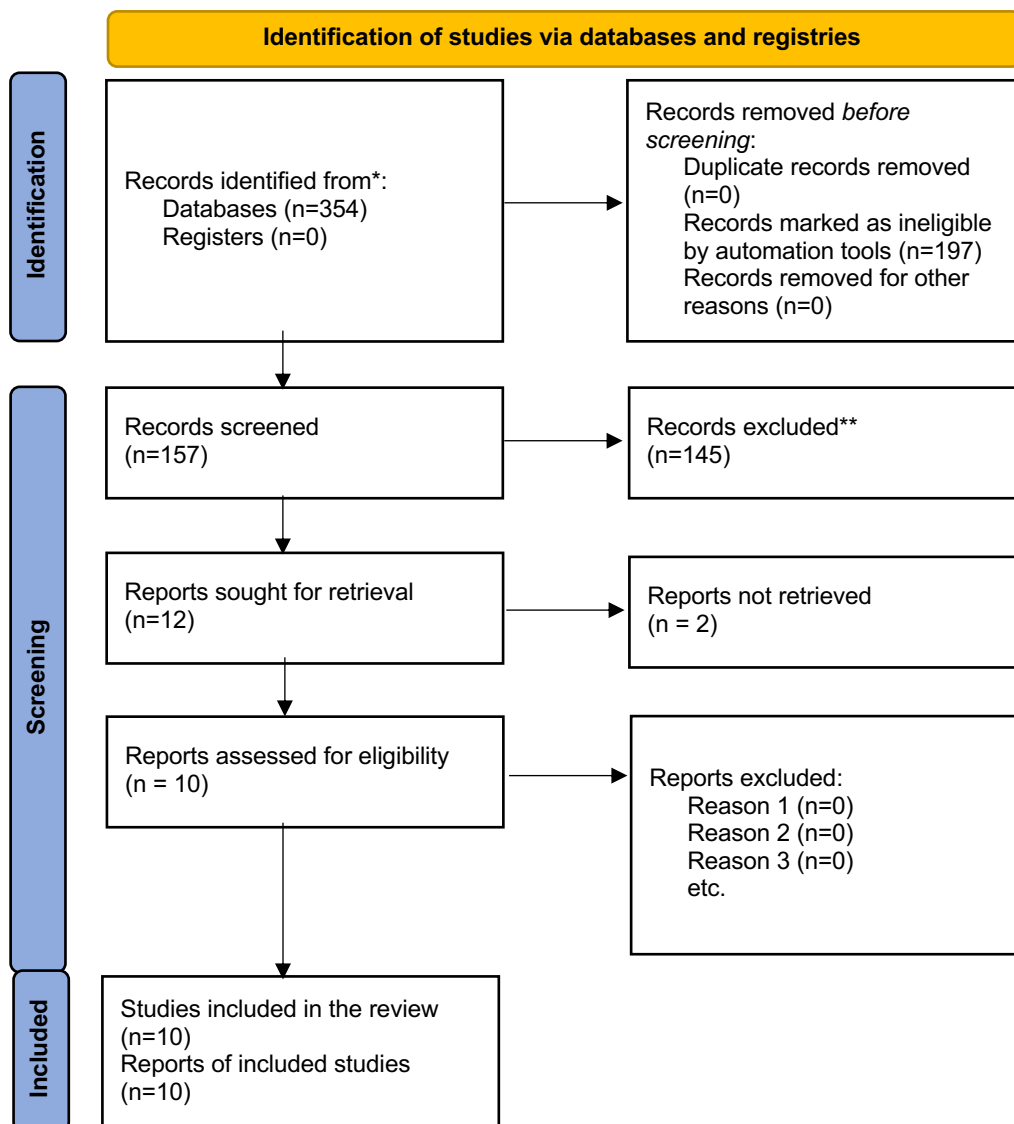 Identification of studies via databases and registries
Identification
Records identified from*:
Databases (n=354)
Registers (n=0)
Records removed before
screening:
Duplicate records removed
(n=0)
Records marked as ineligible
by automation tools (n=197)
Records removed for other
reasons (n=0)
Screening
Records screened
(n=157)
Records excluded**
(n=145)
Reports sought for retrieval
(n=12)
Reports not retrieved
(n = 2)
Reports assessed for eligibility
(n = 10)
Reports excluded:
Reason 1 (n=0)
Reason 2 (n=0)
Reason 3 (n=0)
etc.
Included
Studies included in the review
(n=10)
Reports of included studies
(n=10)